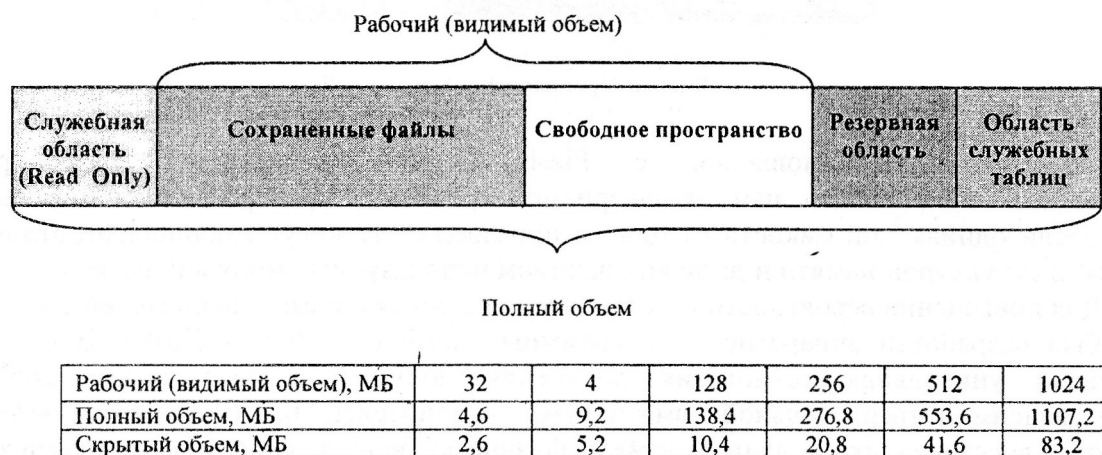 Рабочий (видимый объем)
Служебная область (Read Only)
Сохраненные файлы
Свободное пространство
Резервная область
Область служебных таблиц
Полный объем
Рабочий (видимый объем), МБ 32 4 128 256 512 1024
Полный объем, МБ 4,6 9,2 138,4 276,8 553,6 1107,2
Скрытый объем, МБ 2,6 5,2 10,4 20,8 41,6 83,2